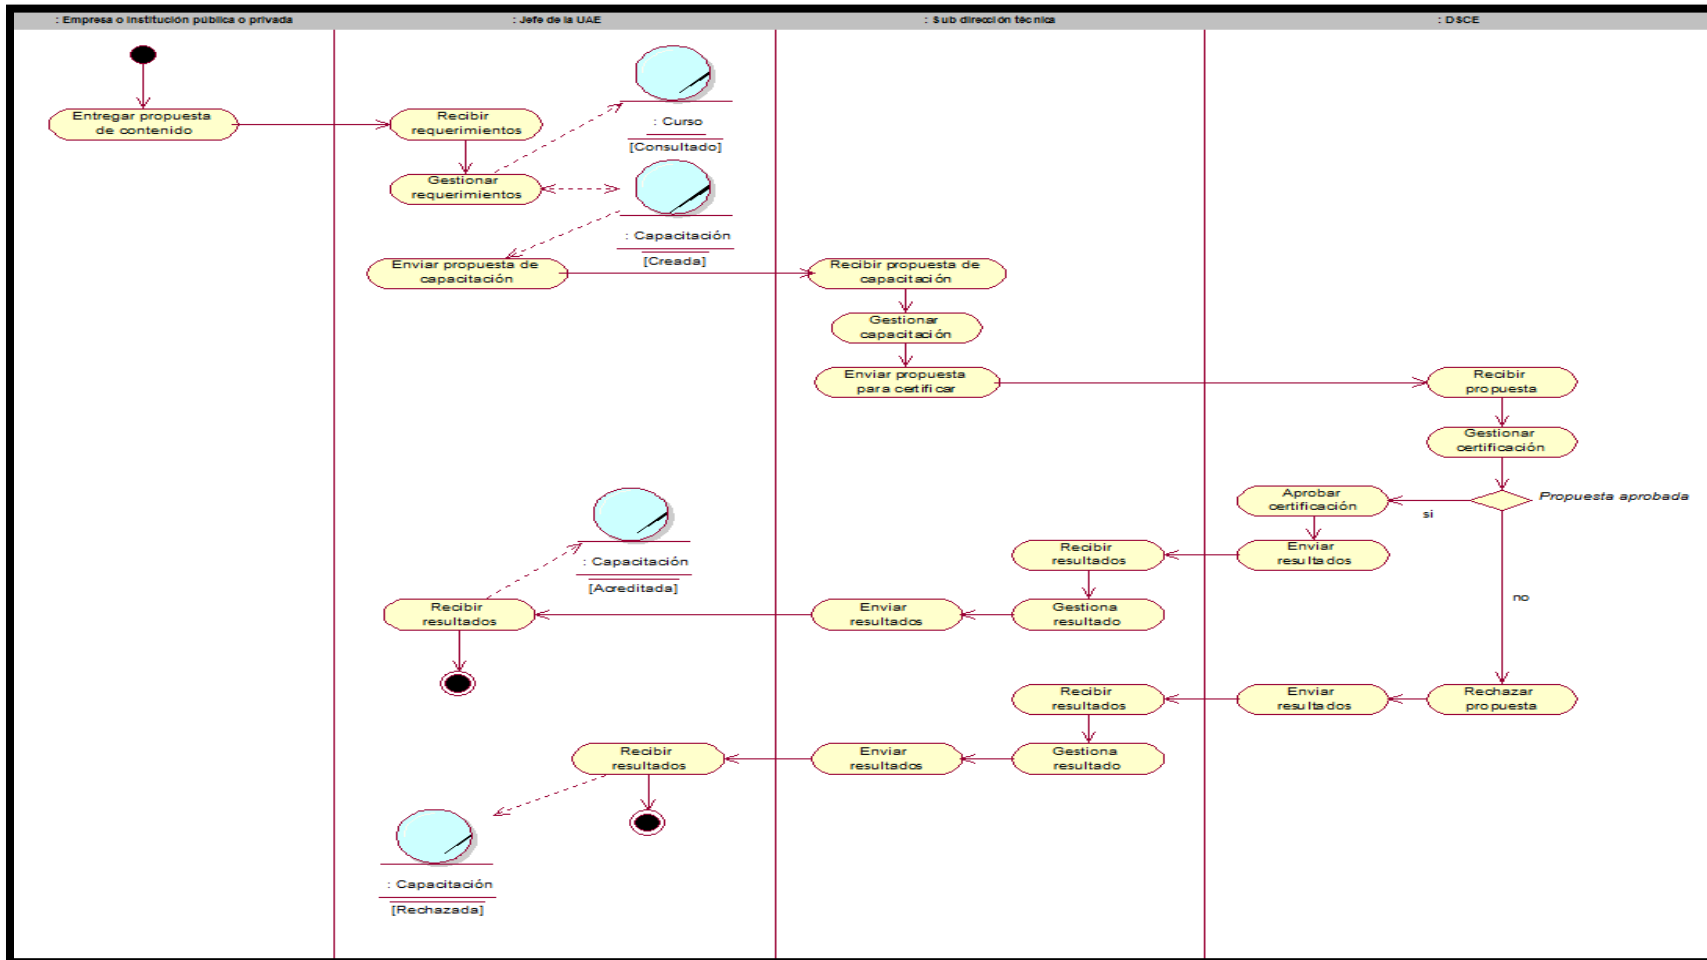 : Empresa o institución pública o privada
: Jefe de la UAE
: Sub dirección técnica
: DSCE
Entregar propuesta
de contenido
Recibir
requerimientos
: Curso
[Consultado]
Gestionar
requerimientos
: Capacitación
[Creada]
Enviar propuesta de
capacitación
Recibir propuesta de
capacitación
Gestionar
capacitación
Enviar propuesta
para certificar
Recibir
propuesta
Gestionar
certificación
Propuesta aprobada
si
no
Aprobar
certificación
Enviar
resultados
Recibir
resultados
Gestiona
resultado
Enviar
resultados
Recibir
resultados
: Capacitación
[Acreditada]
Rechazar
propuesta
Enviar
resultados
Recibir
resultados
Gestiona
resultado
Enviar
resultados
Recibir
resultados
: Capacitación
[Rechazada]